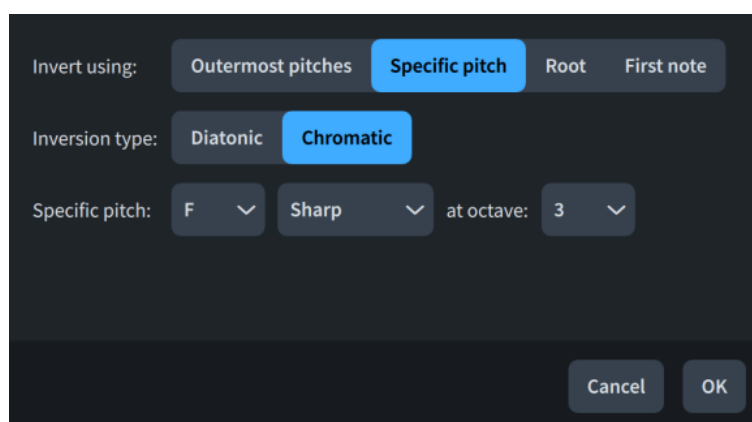 Invert using: Outermost pitches Specific pitch Root First note
Inversion type: Diatonic Chromatic
Specific pitch: F Sharp at octave: 3
Cancel OK